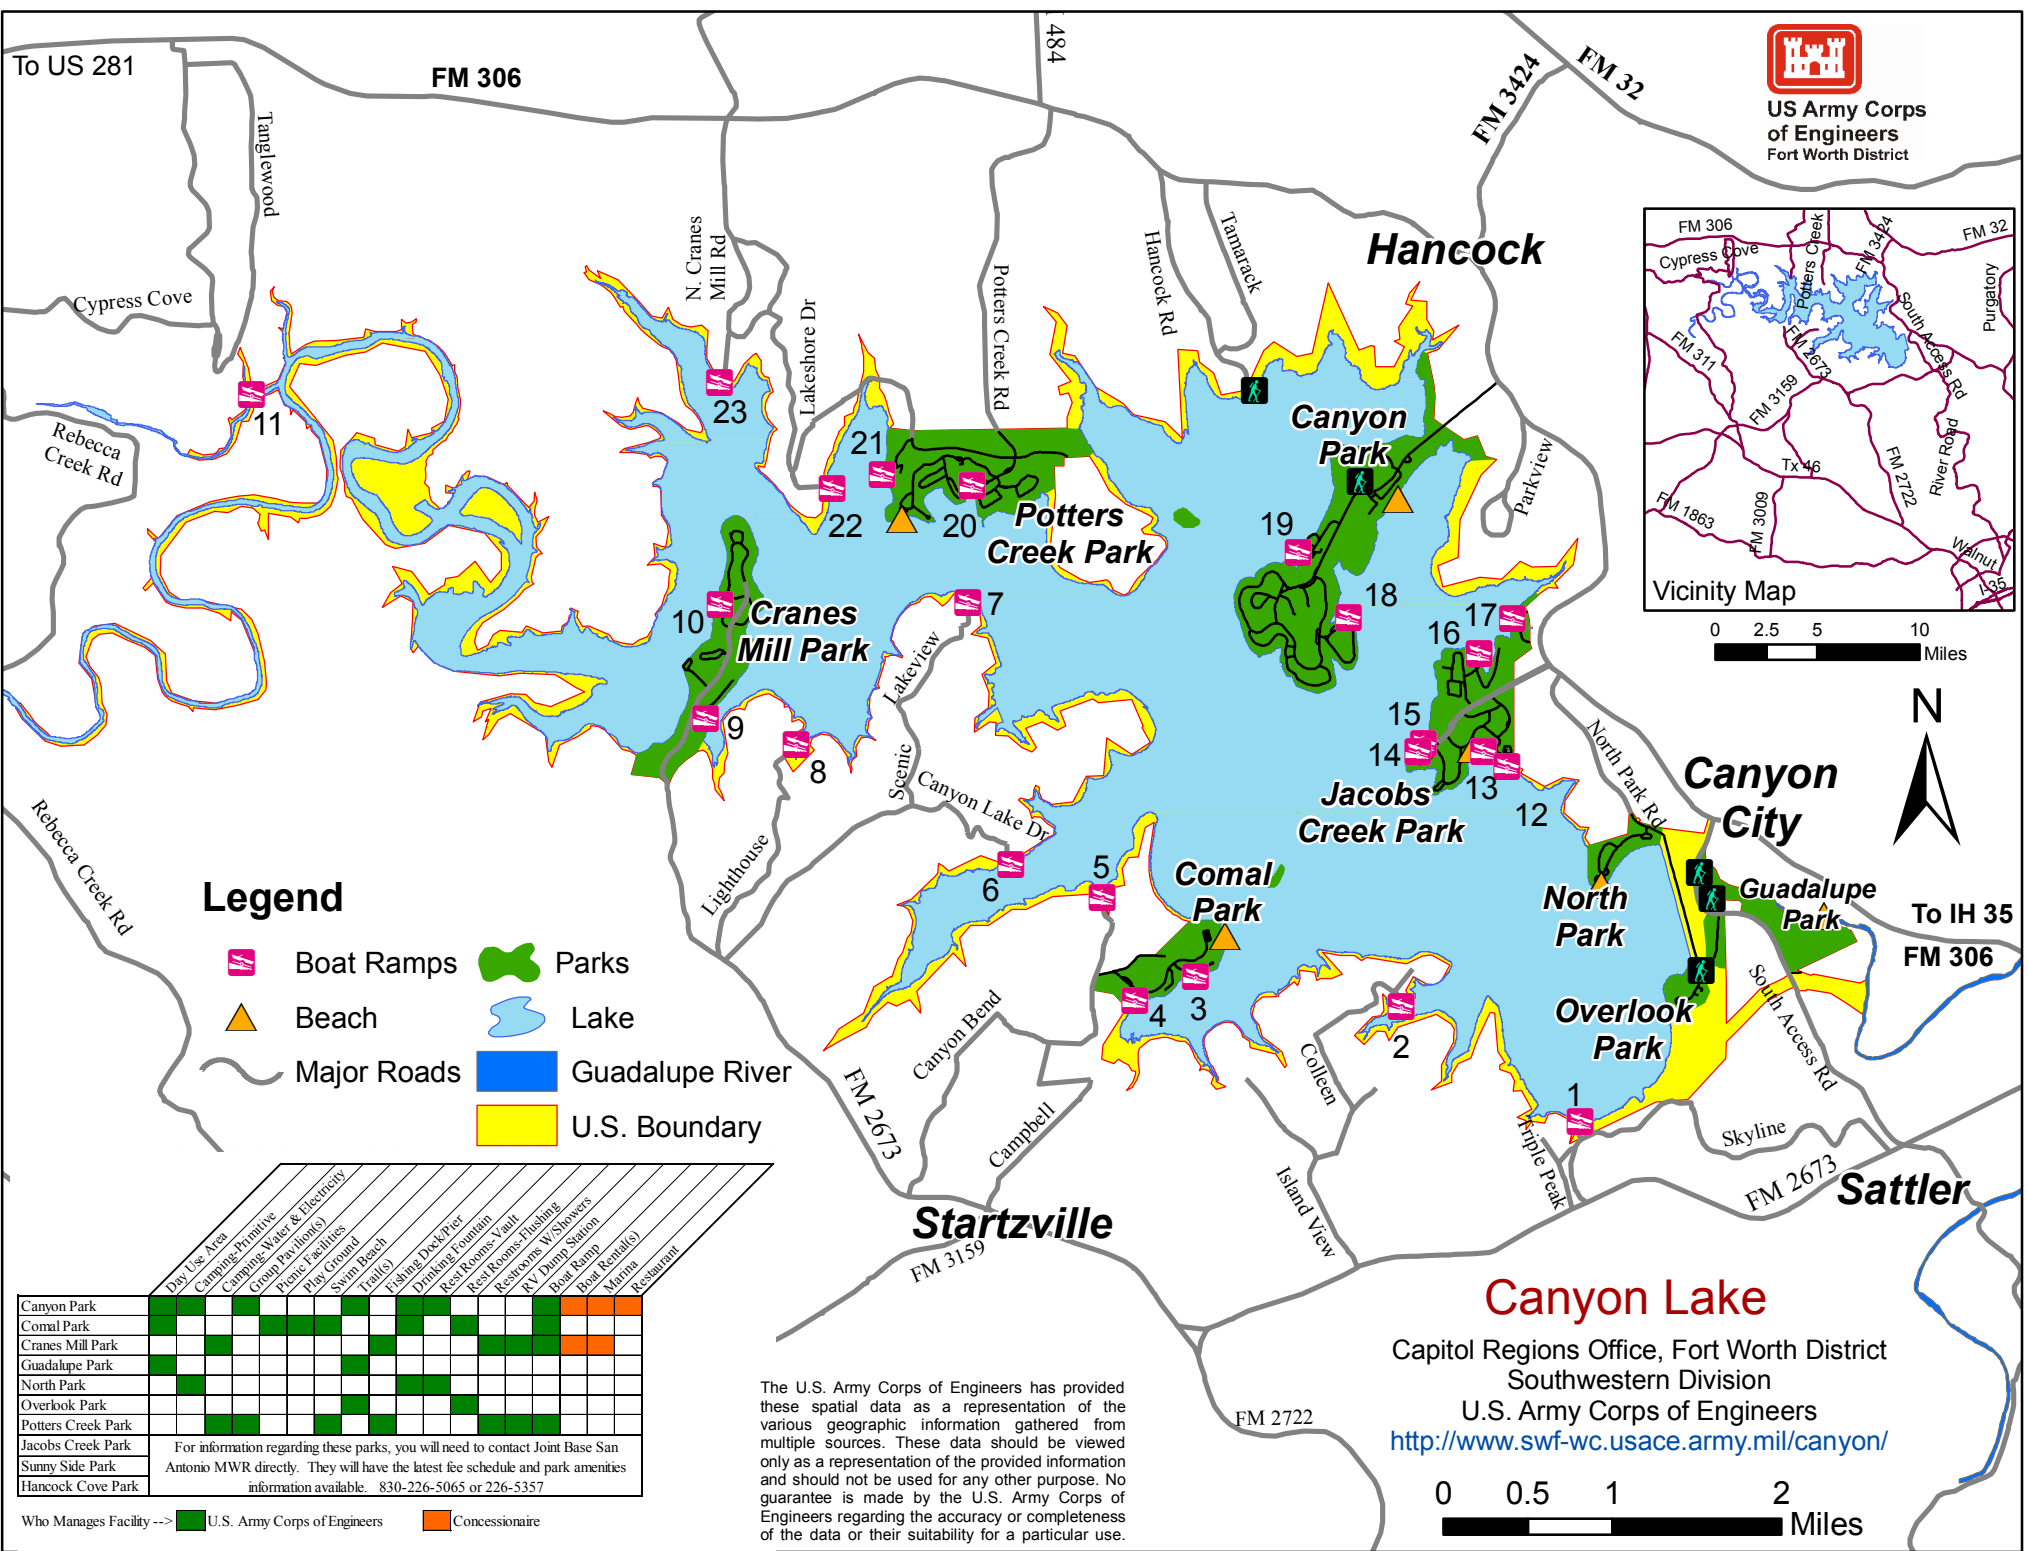 To US 281
FM 306
484
FM 3424
FM 32
US Army Corps
of Engineers
Fort Worth District
Tanglewood
Cypress Cove
Rebecca
Creek Rd
N. Cranes
Mill Rd
Lakeshore Dr
Potters Creek Rd
Hancock Rd
Tamarack
Hancock
Parkview
FM 306
FM 32
FM 3424
Potters Creek
Cypress Cove
Purgatory
South Access Rd
FM 311
FM 2673
FM 3159
River Road
Tx 46
FM 2722
FM 1863
FM 3009
Walnut
I-35
Vicinity Map
0 2.5 5 10
Miles
N
11
23
21
22
20
Potters
Creek Park
Canyon
Park
19
18
17
16
15
14
13
12
Jacobs
Creek Park
10
Cranes
Mill Park
9
8
7
Lakeview
Scenic
Canyon Lake Dr
Lighthouse
6
5
Comal
Park
4
3
2
1
North Park Rd
Canyon
City
North
Park
Guadalupe
Park
To IH 35
FM 306
Overlook
Park
South Access Rd
Rebecca Creek Rd
Canyon Bend
Campbell
Colleen
Island View
Triple Peak
Skyline
FM 2673
Sattler
FM 2673
Startzville
FM 3159
FM 2722
Legend
Boat Ramps
Parks
Beach
Lake
Major Roads
Guadalupe River
U.S. Boundary
Day Use Area
Camping-Primitive
Camping-Water & Electricity
Group Pavilion(s)
Picnic Facilities
Play Ground
Swim Beach
Trail(s)
Fishing Dock/Pier
Drinking Fountain
Rest Rooms-Vault
Rest Rooms-Flushing
Restrooms W/Showers
RV Dump Station
Boat Ramp
Boat Rental(s)
Marina
Restaurant
Canyon Park
Comal Park
Cranes Mill Park
Guadalupe Park
North Park
Overlook Park
Potters Creek Park
Jacobs Creek Park
Sunny Side Park
Hancock Cove Park
For information regarding these parks, you will need to contact Joint Base San
Antonio MWR directly. They will have the latest fee schedule and park amenities
information available. 830-226-5065 or 226-5357
Who Manages Facility -->
U.S. Army Corps of Engineers
Concessionaire
The U.S. Army Corps of Engineers has provided
these spatial data as a representation of the
various geographic information gathered from
multiple sources. These data should be viewed
only as a representation of the provided information
and should not be used for any other purpose. No
guarantee is made by the U.S. Army Corps of
Engineers regarding the accuracy or completeness
of the data or their suitability for a particular use.
Canyon Lake
Capitol Regions Office, Fort Worth District
Southwestern Division
U.S. Army Corps of Engineers
http://www.swf-wc.usace.army.mil/canyon/
0 0.5 1 2
Miles